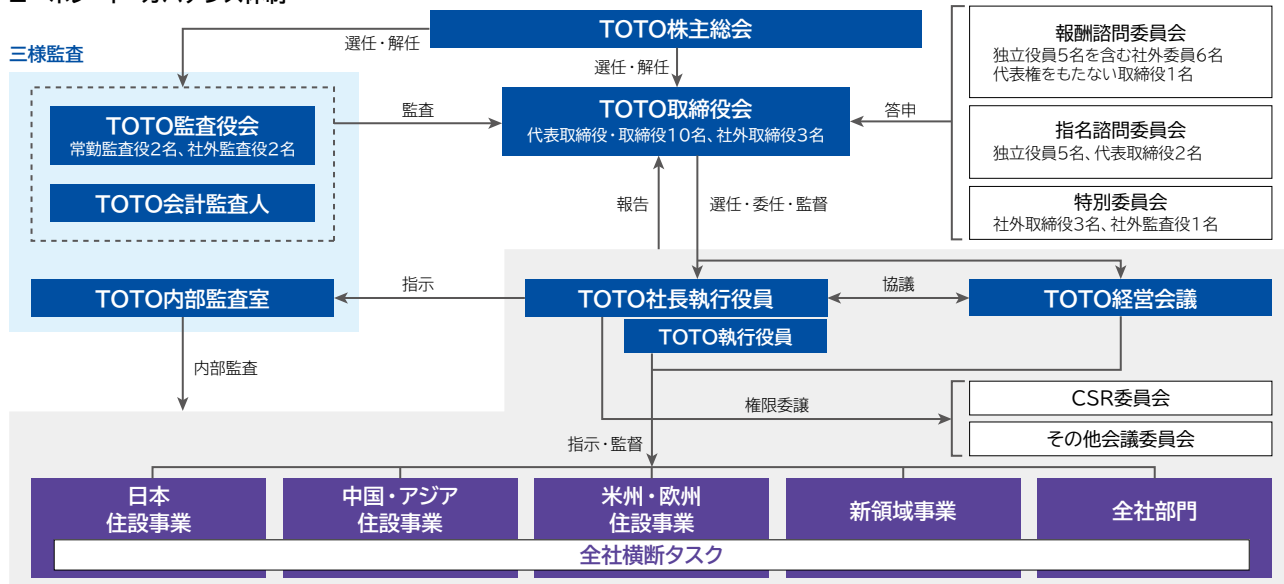 TOTO株主総会
選任・解任
選任・解任
三様監査
TOTO監査役会
常勤監査役2名、社外監査役2名
TOTO会計監査人
監査
TOTO取締役会
代表取締役・取締役10名、社外取締役3名
答申
報酬諮問委員会
独立役員5名を含む社外委員6名
代表権をもたない取締役1名
指名諮問委員会
独立役員5名、代表取締役2名
特別委員会
社外取締役3名、社外監査役1名
報告
選任・委任・監督
TOTO内部監査室
指示
TOTO社長執行役員
TOTO執行役員
協議
TOTO経営会議
内部監査
権限委譲
CSR委員会
その他会議委員会
指示・監督
日本
住設事業
中国・アジア
住設事業
米州・欧州
住設事業
新領域事業
全社部門
全社横断タスク